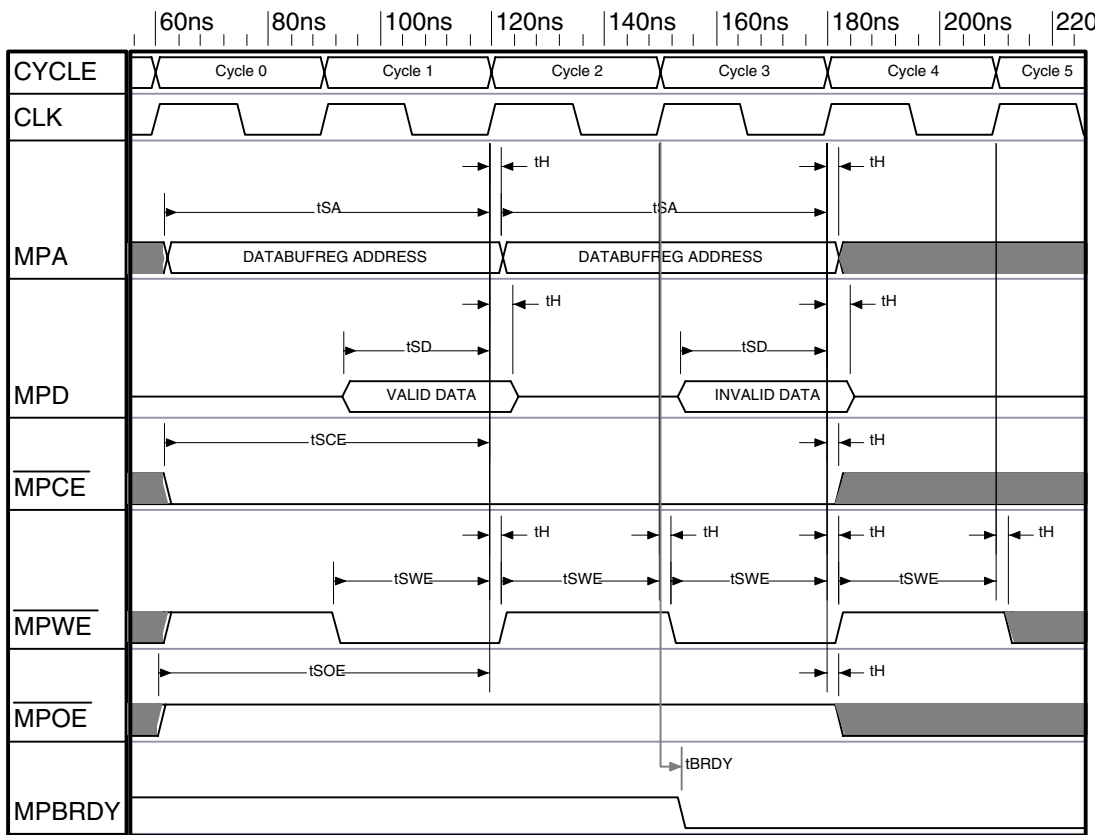 60ns 80ns 100ns 120ns 140ns 160ns 180ns 200ns 220
CYCLE Cycle 0 Cycle 1 Cycle 2 Cycle 3 Cycle 4 Cycle 5
CLK
tH tH
tSA tSA
MPA DATABUFREG ADDRESS DATABUFREG ADDRESS
tH tH
tSD tSD
MPD VALID DATA INVALID DATA
tSCE tH
MPCE
tH tH tH tH
tSWE tSWE tSWE tSWE
MPWE
tSOE tH
MPOE
tBRDY
MPBRDY